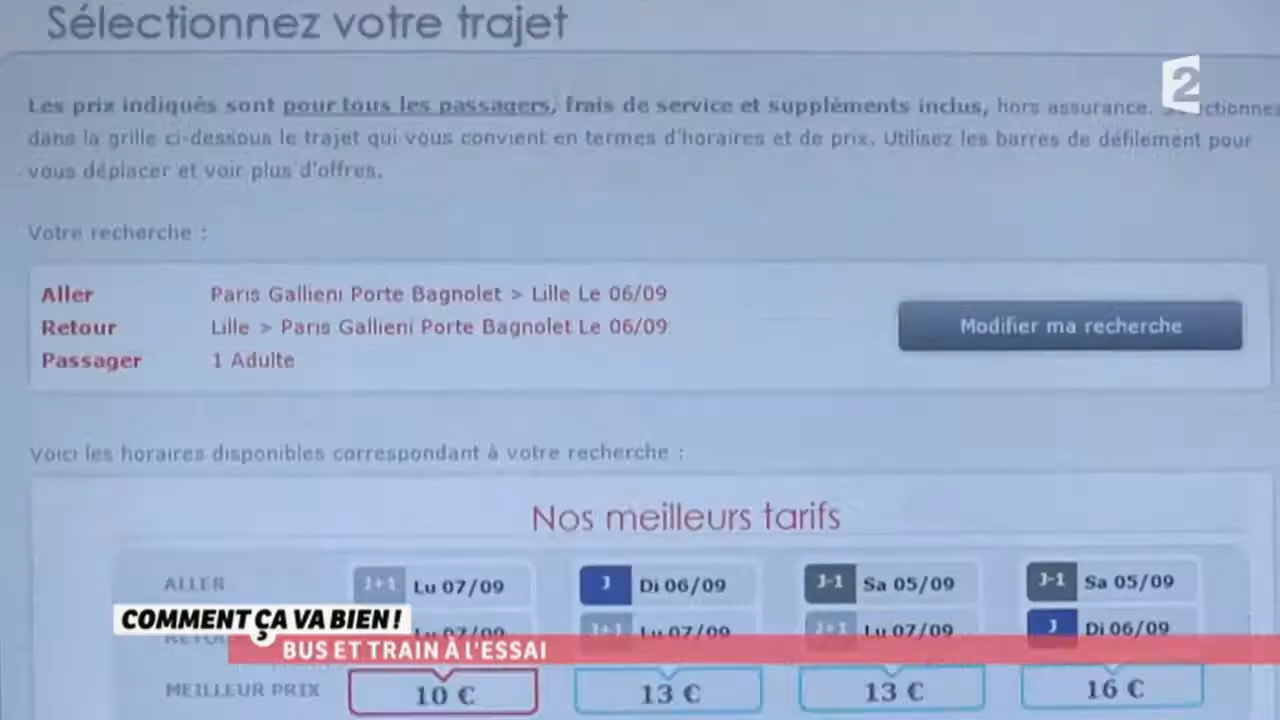 Sélectionnez votre trajet
2
Les prix indiqués sont pour tous les passagers, frais de service et suppléments inclus, hors assurance.
dans la grille ci-dessous le trajet qui vous convient en termes d'horaires et de prix. Utilisez les barres de défilement pour
vous déplacer et voir plus d'offres.
Votre recherche :
Aller Paris Gallieni Porte Bagnolet > Lille Le 06/09
Retour Lille > Paris Gallieni Porte Bagnolet Le 06/09
Passager 1 Adulte
Modifier ma recherche
Voici les horaires disponibles correspondant à votre recherche :
Nos meilleurs tarifs
ALLER J+1 Lu 07/09 J Di 06/09 J-1 Sa 05/09 J-1 Sa 05/09
COMMENT ÇA VA BIEN !
Lu 07/09 J+1 Lu 07/09 J+1 Lu 07/09 J Di 06/09
BUS ET TRAIN À L'ESSAI
MEILLEUR PRIX 10 € 13 € 13 € 16 €